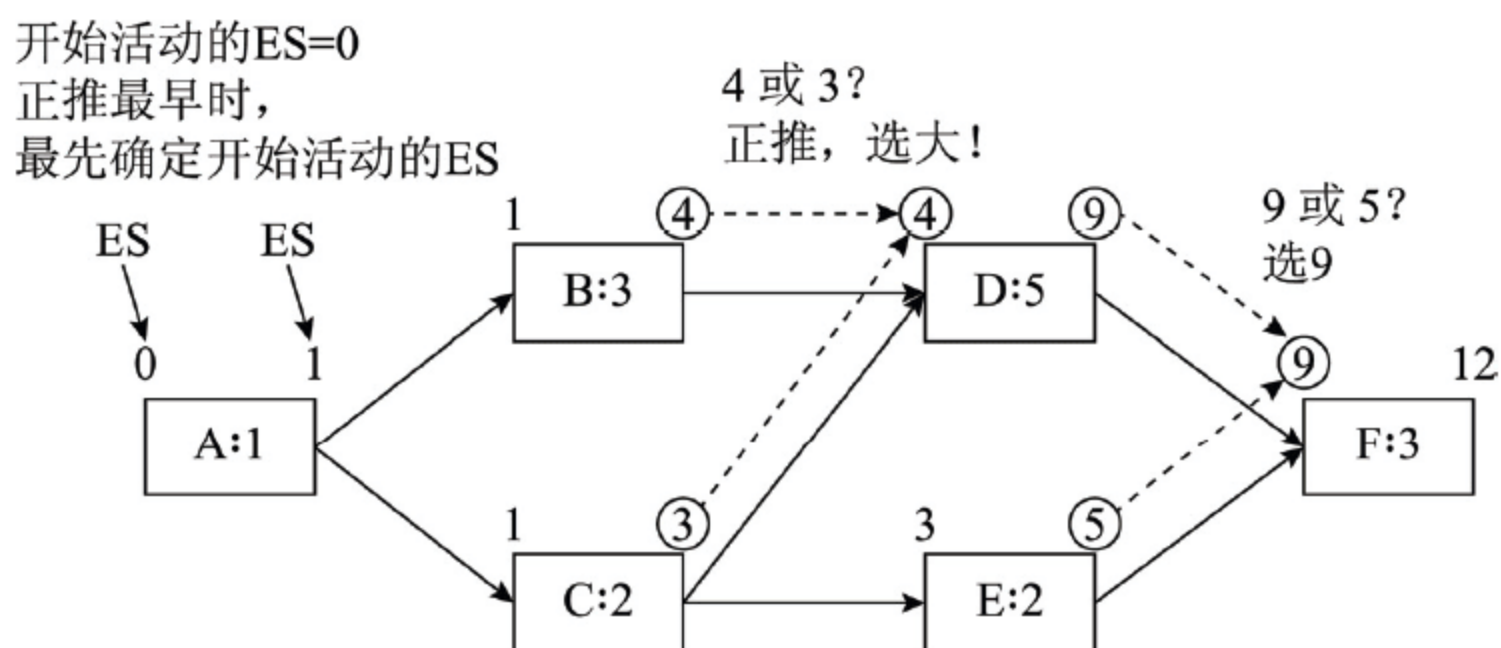 开始活动的ES=0
正推最早时，
最先确定开始活动的ES
4 或 3？
正推，选大！
9 或 5？
选9
ES
ES
0
1
A:1
1
4
B:3
1
3
C:2
4
9
D:5
3
5
E:2
9
12
F:3